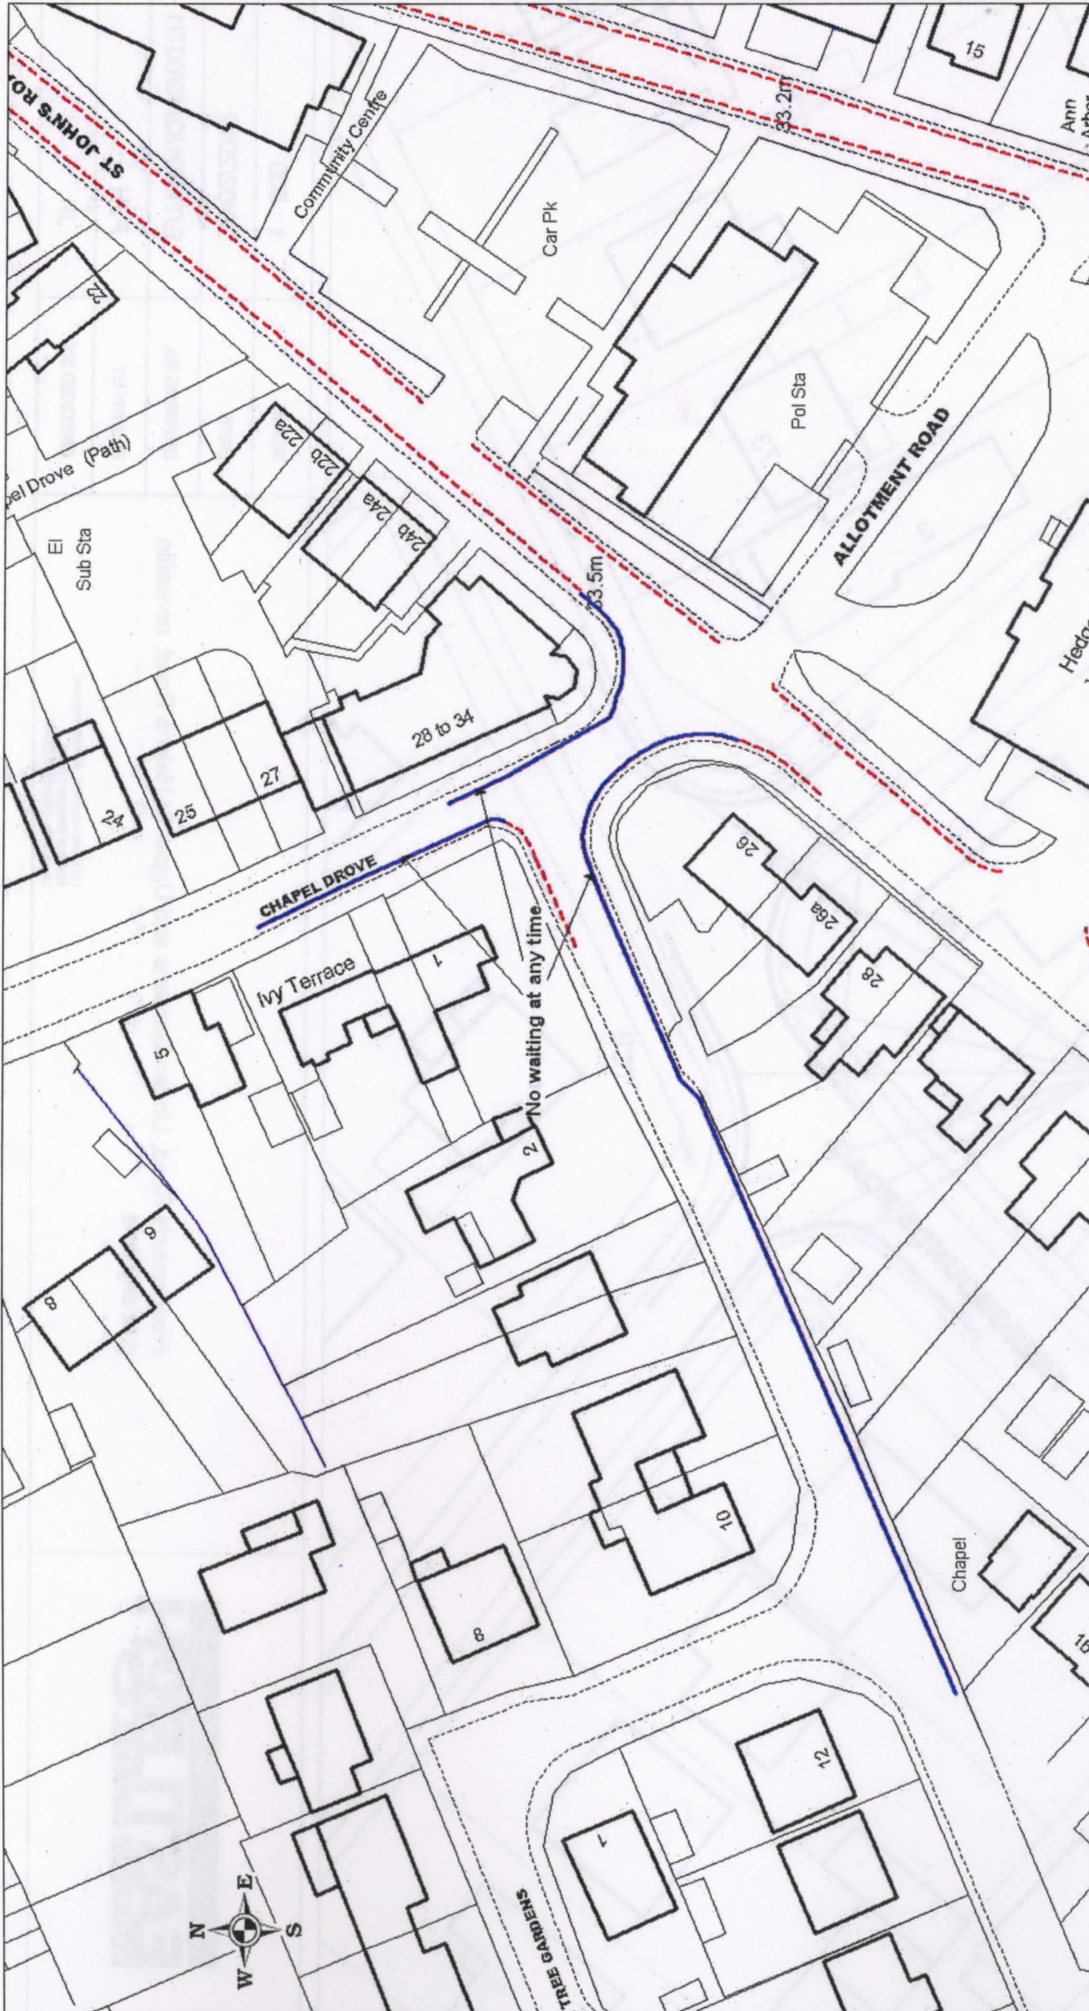 ST JOHN'S RO
Community Centre
33.2m
15
Ann
Car Pk
22
Drove (Path)
El
Sub Sta
22a
22b
24a
24b
Pol Sta
ALLOTMENT ROAD
33.5m
28 to 34
27
25
24
CHAPEL DROVE
Ivy Terrace
1
5
No waiting at any time
26
26a
28
2
9
8
10
8
Chapel
12
1
TREE GARDENS
N
E
S
W